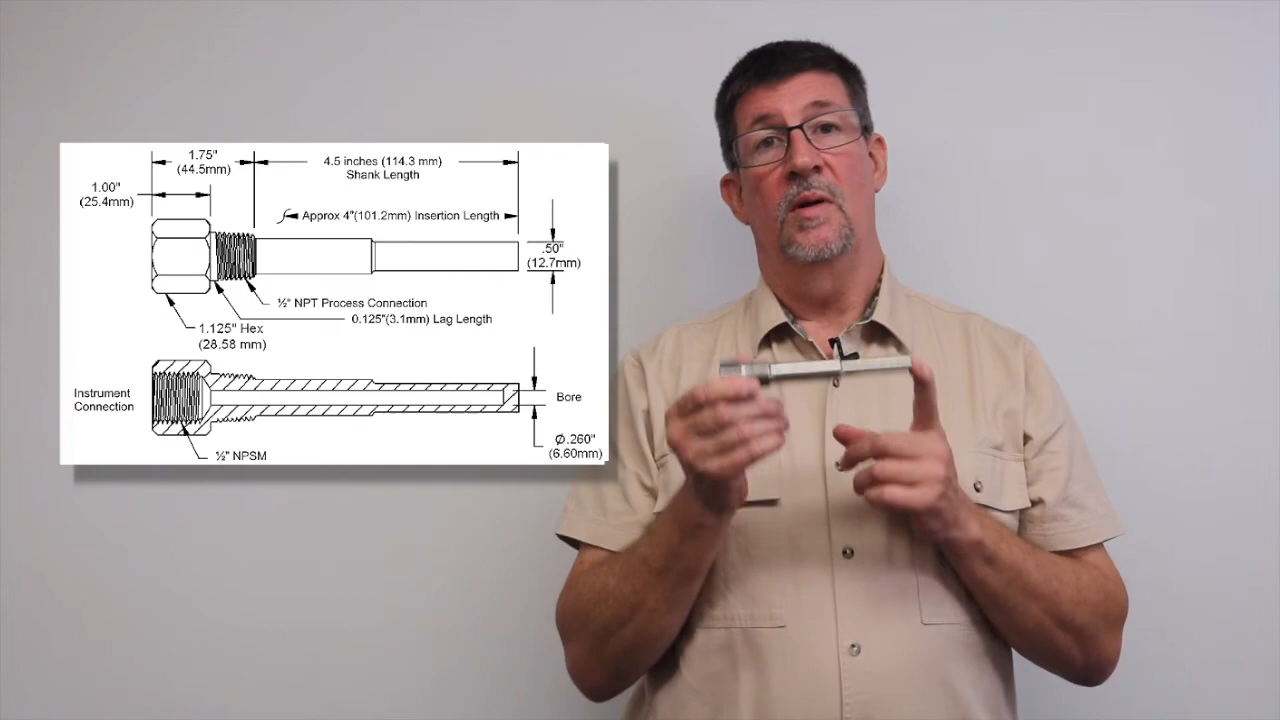 1.75"
(44.5mm)
4.5 inches (114.3 mm)
Shank Length
1.00"
(25.4mm)
Approx 4"(101.2mm) Insertion Length
.50"
(12.7mm)
½" NPT Process Connection
0.125"(3.1mm) Lag Length
1.125" Hex
(28.58 mm)
Instrument
Connection
Bore
½" NPSM
Ø.260"
(6.60mm)